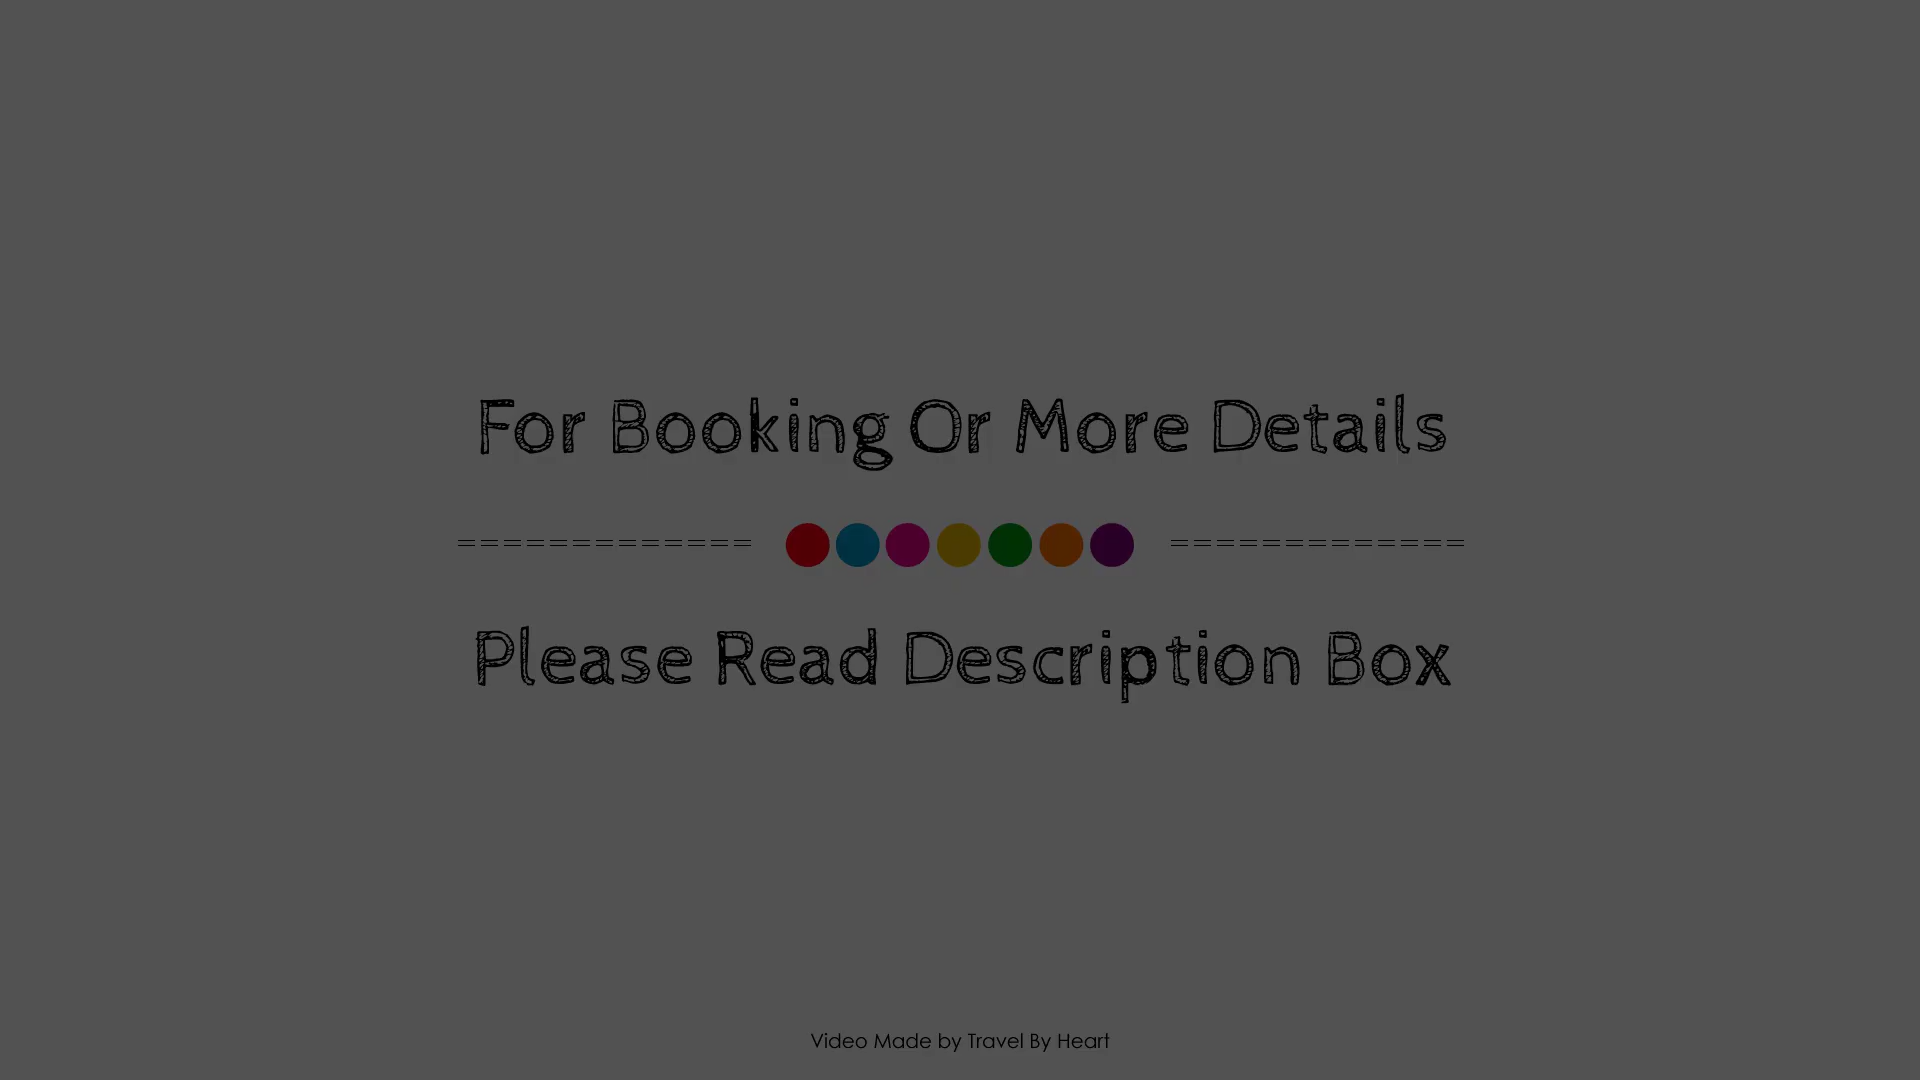 For Booking Or More Details
============= =============
Please Read Description Box
Video Made by Travel By Heart